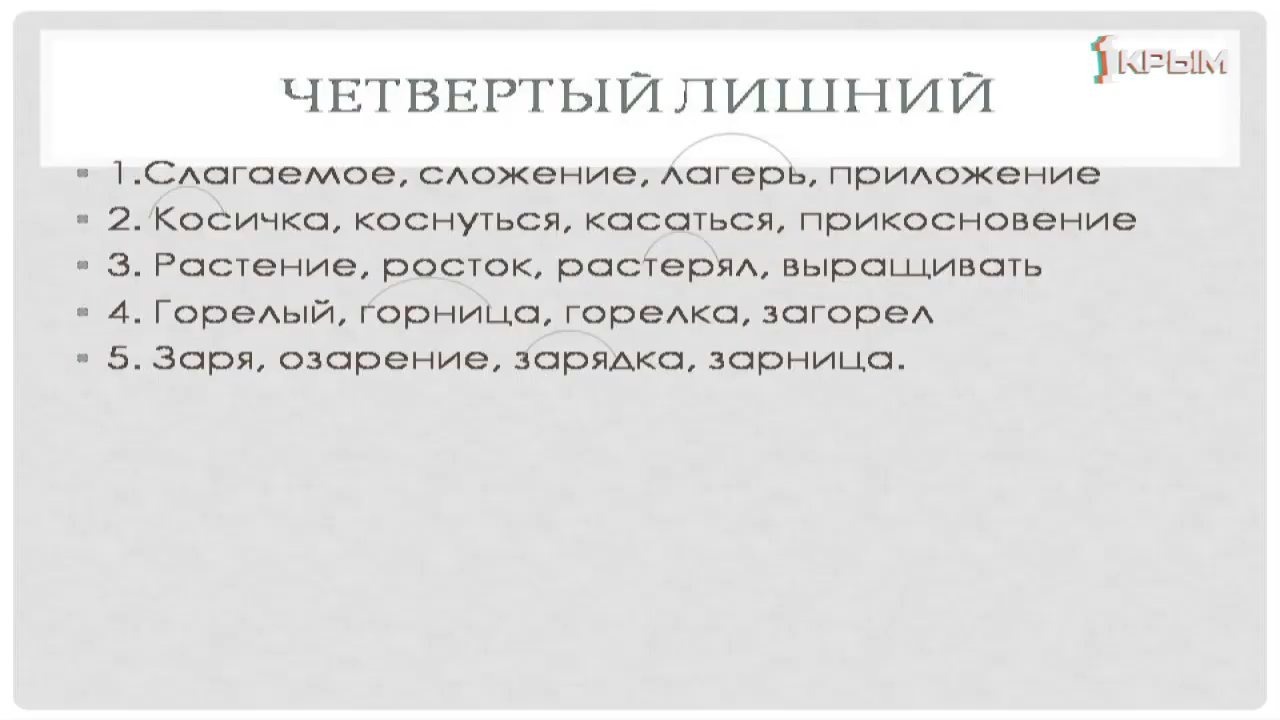 1КРЫМ
ЧЕТВЕРТЫЙ ЛИШНИЙ
1.Слагаемое, сложение, лагерь, приложение
2. Косичка, коснуться, касаться, прикосновение
3. Растение, росток, растерял, выращивать
4. Горелый, горница, горелка, загорел
5. Заря, озарение, зарядка, зарница.